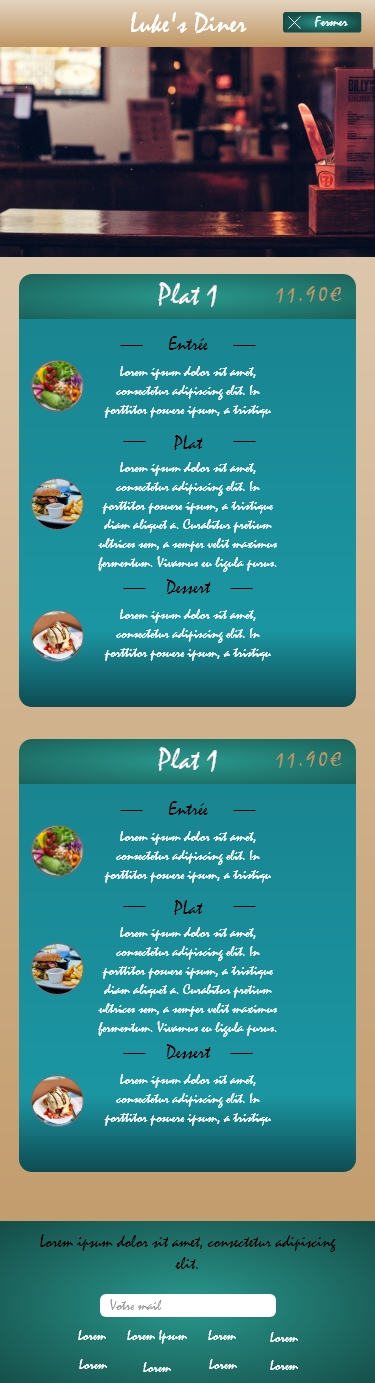 Luke's Diner
Fermer
BILLY
Plat 1
11.90€
Entrée
Lorem ipsum dolor sit amet,
consectetur adipiscing elit. In
porttitor posuere ipsum, a tristiqu
PLat
Lorem ipsum dolor sit amet,
consectetur adipiscing elit. In
porttitor posuere ipsum, a tristique
diam aliquet a. Curabitur pretium
ultrices sem, a semper velit maximus
fermentum. Vivamus eu ligula purus.
Dessert
Lorem ipsum dolor sit amet,
consectetur adipiscing elit. In
porttitor posuere ipsum, a tristiqu
Plat 1
11.90€
Entrée
Lorem ipsum dolor sit amet,
consectetur adipiscing elit. In
porttitor posuere ipsum, a tristiqu
PLat
Lorem ipsum dolor sit amet,
consectetur adipiscing elit. In
porttitor posuere ipsum, a tristique
diam aliquet a. Curabitur pretium
ultrices sem, a semper velit maximus
fermentum. Vivamus eu ligula purus.
Dessert
Lorem ipsum dolor sit amet,
consectetur adipiscing elit. In
porttitor posuere ipsum, a tristiqu
Lorem ipsum dolor sit amet, consectetur adipiscing
elit.
Votre mail
Lorem Lorem Ipsum Lorem Lorem
Lorem Lorem Lorem Lorem